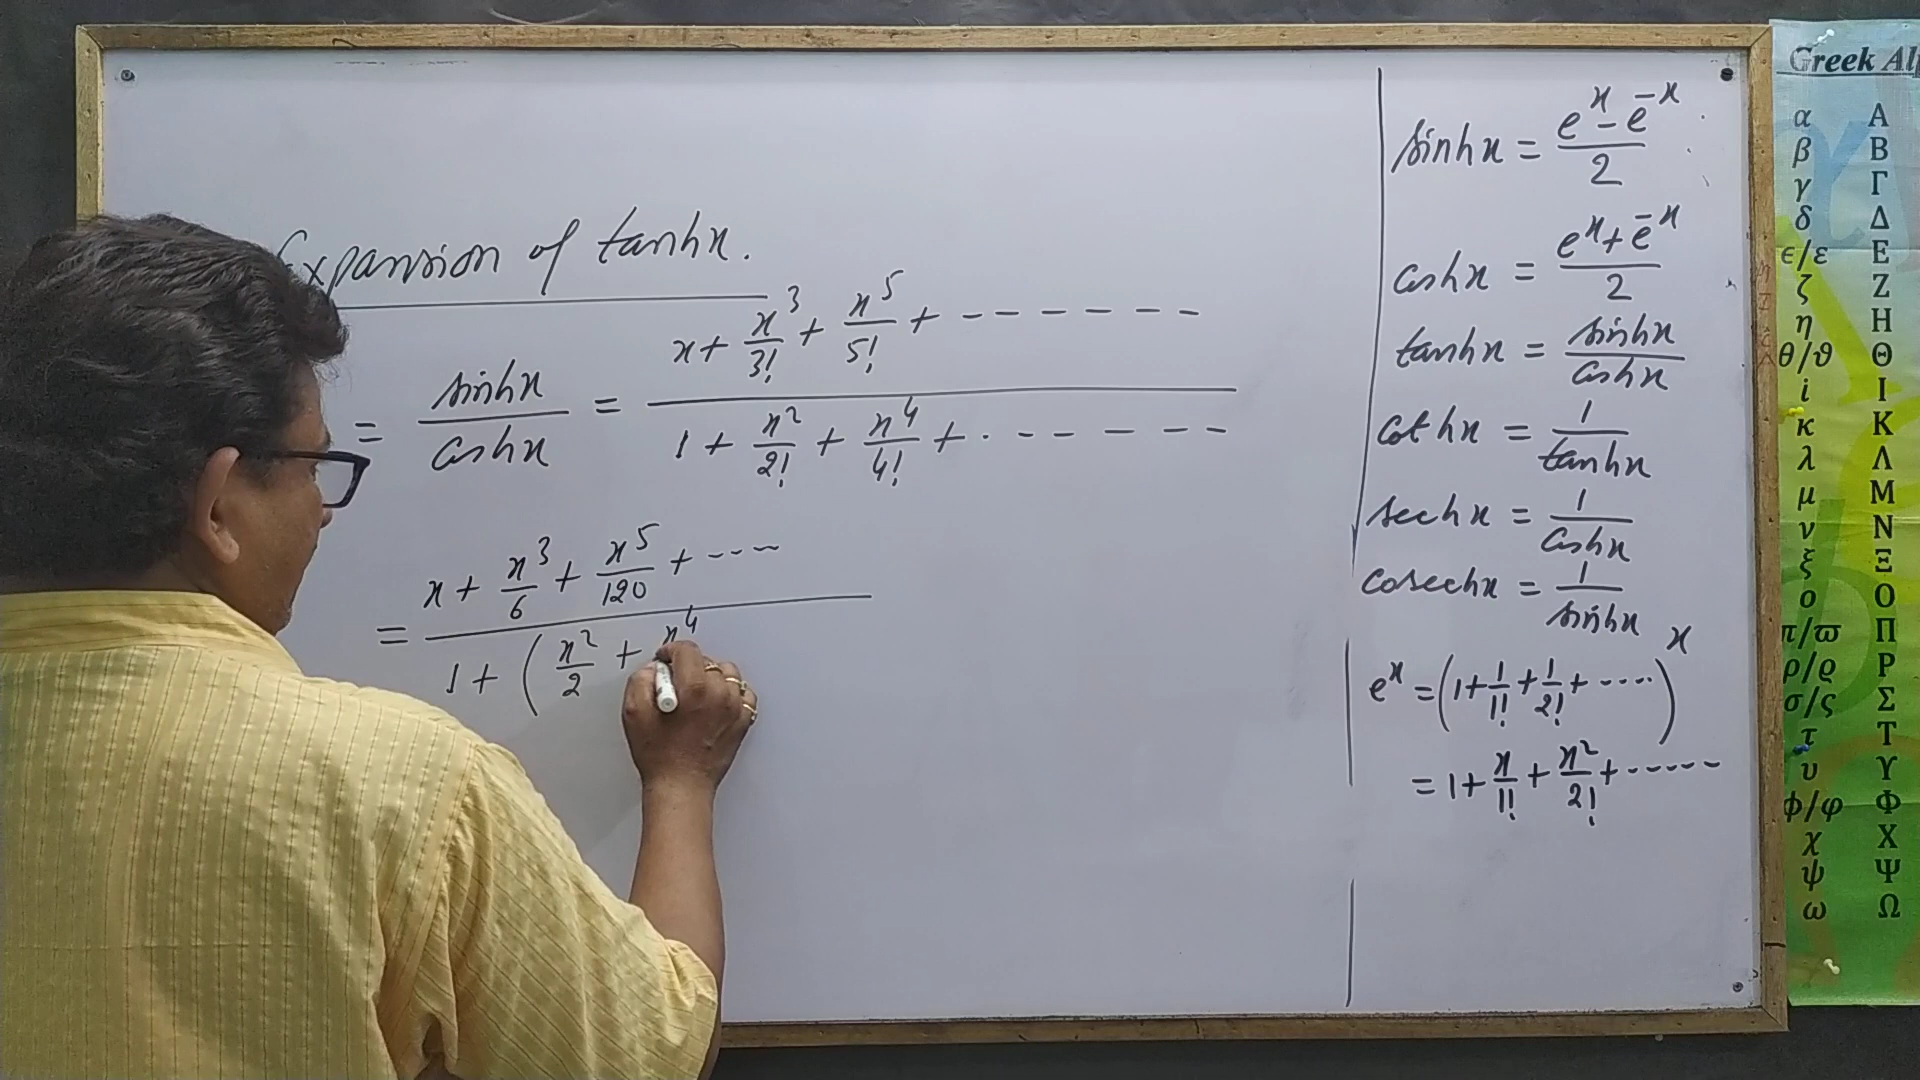 Expansion of tanhx.
= sinhx/coshx = (x + x³/3! + x⁵/5! + - - - - - - -)/(1 + x²/2! + x⁴/4! + - - - - - - -)
= (x + x³/6 + x⁵/120 + ----)/(1 + (x²/2 + x⁴
sinhx = (eˣ - e⁻ˣ)/2
coshx = (eˣ + e⁻ˣ)/2
tanhx = sinhx/coshx
cothx = 1/tanhx
sechx = 1/coshx
cosechx = 1/sinhx
eˣ = (1 + 1/1! + 1/2! + ----)ˣ
= 1 + x/1! + x²/2! + -----
Greek Al
α Α
β Β
γ Γ
δ Δ
ϵ/ε Ε
ζ Ζ
η Η
θ/ϑ Θ
i Ι
κ Κ
λ Λ
μ Μ
ν Ν
ξ Ξ
ο Ο
π/ϖ Π
ρ/ϱ Ρ
σ/ς Σ
τ Τ
υ Υ
ϕ/φ Φ
χ Χ
ψ Ψ
ω Ω